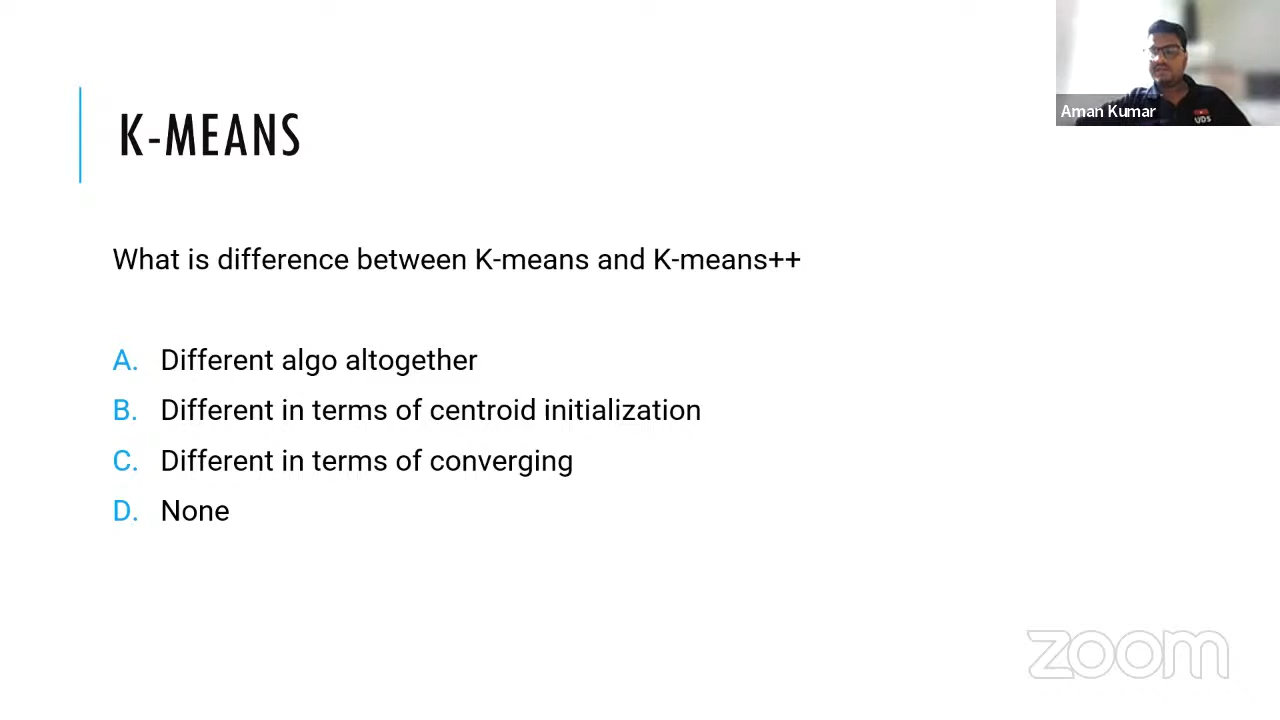 K-MEANS
Aman Kumar
UDS
What is difference between K-means and K-means++
A. Different algo altogether
B. Different in terms of centroid initialization
C. Different in terms of converging
D. None
zoom